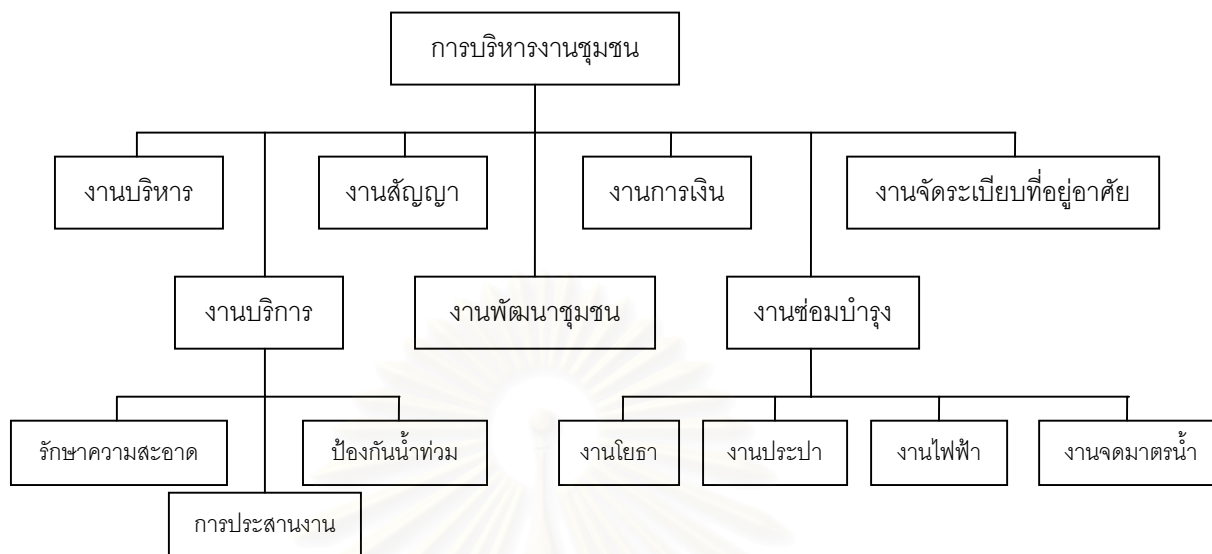 การบริหารงานชุมชน
งานบริหาร
งานสัญญา
งานการเงิน
งานจัดระเบียบที่อยู่อาศัย
งานบริการ
งานพัฒนาชุมชน
งานซ่อมบำรุง
รักษาความสะอาด
ป้องกันน้ำท่วม
งานโยธา
งานประปา
งานไฟฟ้า
งานจดมาตรน้ำ
การประสานงาน